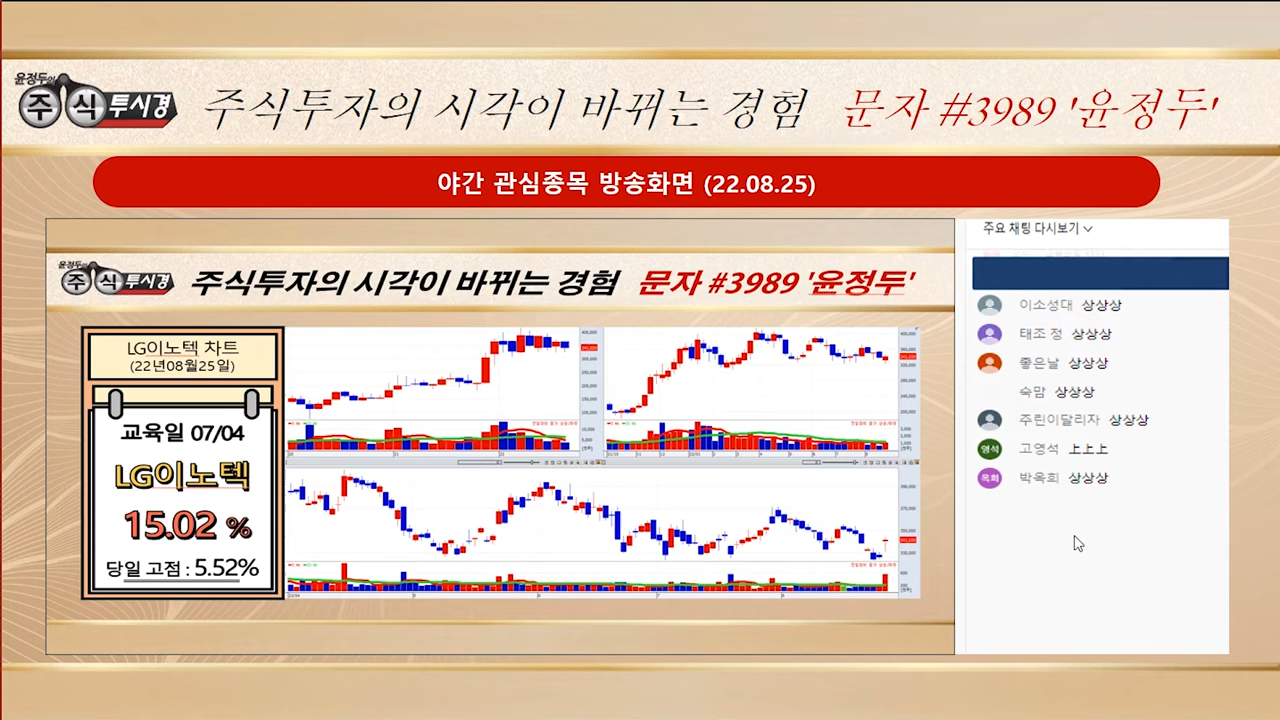 윤정두의
주식투시경
주식투자의 시각이 바뀌는 경험 문자 #3989 '윤정두'
야간 관심종목 방송화면 (22.08.25)
윤정두의
주식투시경
주식투자의 시각이 바뀌는 경험 문자 #3989 '윤정두'
LG이노텍 차트
(22년08월25일)
교육일 07/04
LG이노텍
15.02 %
당일 고점 : 5.52%
주요 채팅 다시보기
이소성대 상상상
태조 정 상상상
좋은날 상상상
숙맘 상상상
주린이달리자 상상상
영석 고영석 上上上
옥희 박옥희 상상상